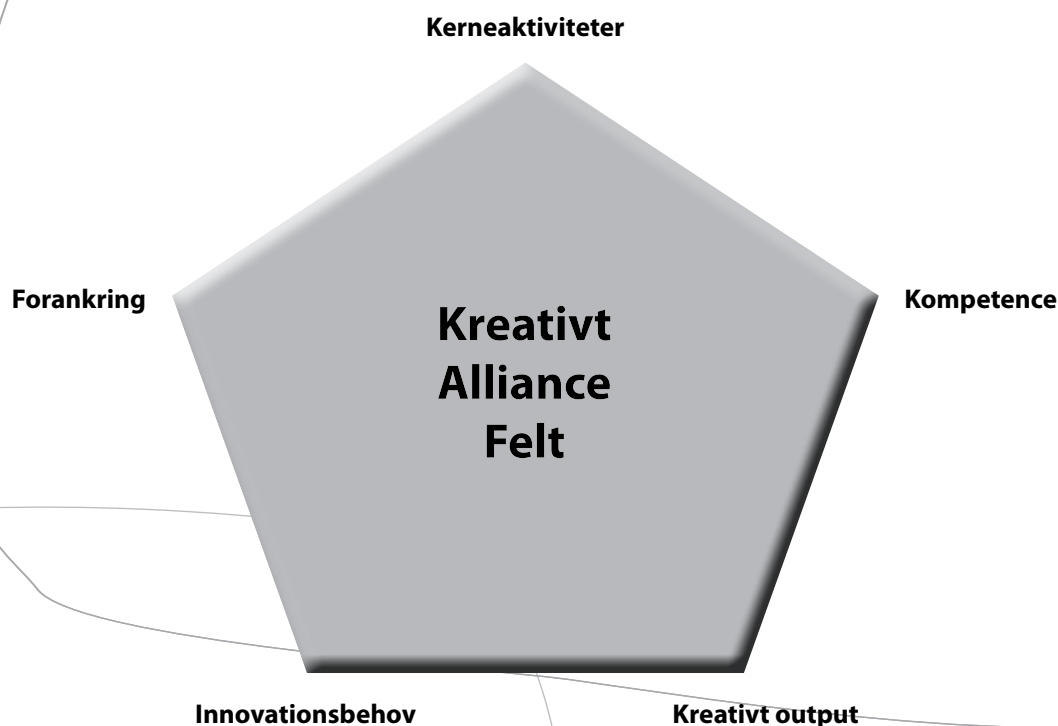 Kerneaktiviteter
Forankring
Kompetence
Kreativt
Alliance
Felt
Innovationsbehov
Kreativt output